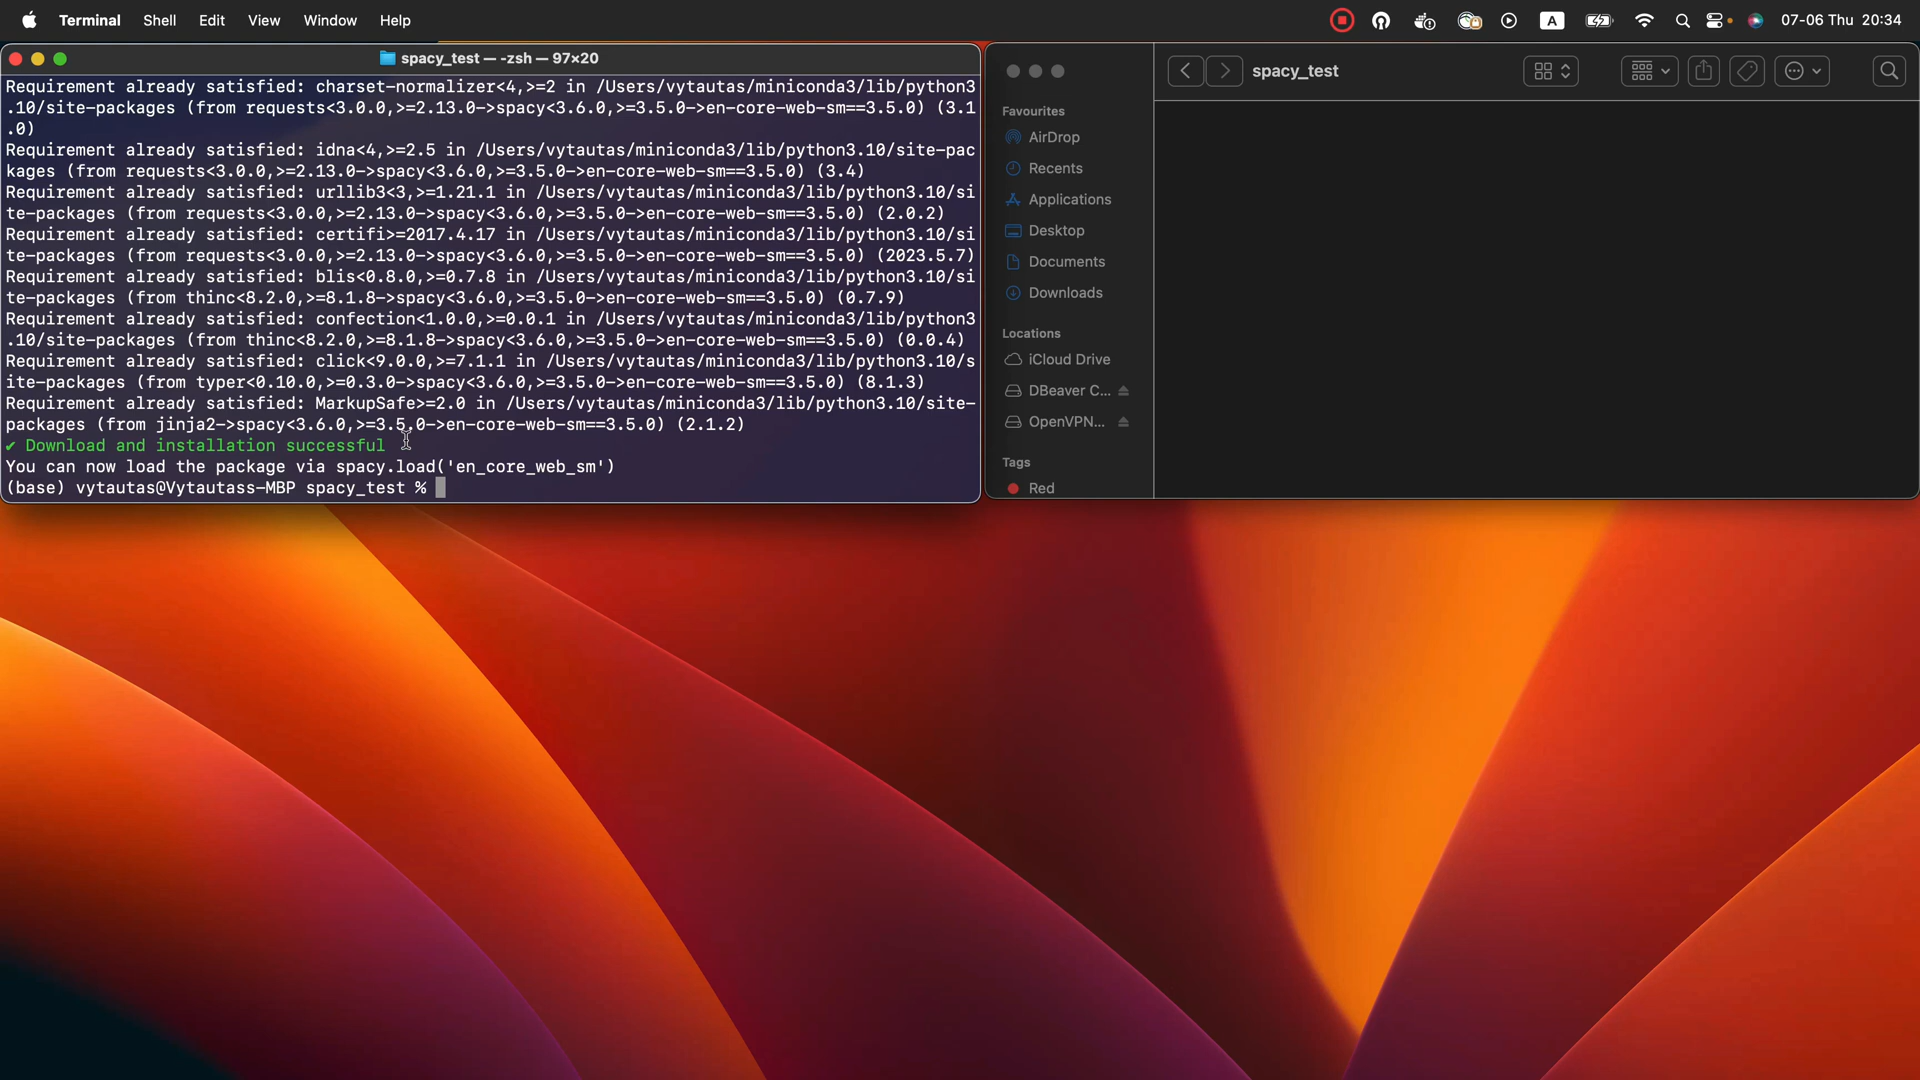 Terminal Shell Edit View Window Help A 07-06 Thu 20:34
spacy_test — -zsh — 97×20
Requirement already satisfied: charset-normalizer<4,>=2 in /Users/vytautas/miniconda3/lib/python3
.10/site-packages (from requests<3.0.0,>=2.13.0->spacy<3.6.0,>=3.5.0->en-core-web-sm==3.5.0) (3.1
.0)
Requirement already satisfied: idna<4,>=2.5 in /Users/vytautas/miniconda3/lib/python3.10/site-pac
kages (from requests<3.0.0,>=2.13.0->spacy<3.6.0,>=3.5.0->en-core-web-sm==3.5.0) (3.4)
Requirement already satisfied: urllib3<3,>=1.21.1 in /Users/vytautas/miniconda3/lib/python3.10/si
te-packages (from requests<3.0.0,>=2.13.0->spacy<3.6.0,>=3.5.0->en-core-web-sm==3.5.0) (2.0.2)
Requirement already satisfied: certifi>=2017.4.17 in /Users/vytautas/miniconda3/lib/python3.10/si
te-packages (from requests<3.0.0,>=2.13.0->spacy<3.6.0,>=3.5.0->en-core-web-sm==3.5.0) (2023.5.7)
Requirement already satisfied: blis<0.8.0,>=0.7.8 in /Users/vytautas/miniconda3/lib/python3.10/si
te-packages (from thinc<8.2.0,>=8.1.8->spacy<3.6.0,>=3.5.0->en-core-web-sm==3.5.0) (0.7.9)
Requirement already satisfied: confection<1.0.0,>=0.0.1 in /Users/vytautas/miniconda3/lib/python3
.10/site-packages (from thinc<8.2.0,>=8.1.8->spacy<3.6.0,>=3.5.0->en-core-web-sm==3.5.0) (0.0.4)
Requirement already satisfied: click<9.0.0,>=7.1.1 in /Users/vytautas/miniconda3/lib/python3.10/s
ite-packages (from typer<0.10.0,>=0.3.0->spacy<3.6.0,>=3.5.0->en-core-web-sm==3.5.0) (8.1.3)
Requirement already satisfied: MarkupSafe>=2.0 in /Users/vytautas/miniconda3/lib/python3.10/site-
packages (from jinja2->spacy<3.6.0,>=3.5.0->en-core-web-sm==3.5.0) (2.1.2)
✔ Download and installation successful
You can now load the package via spacy.load('en_core_web_sm')
(base) vytautas@Vytautass-MBP spacy_test %
spacy_test
Favourites
AirDrop
Recents
Applications
Desktop
Documents
Downloads
Locations
iCloud Drive
DBeaver C...
OpenVPN...
Tags
Red